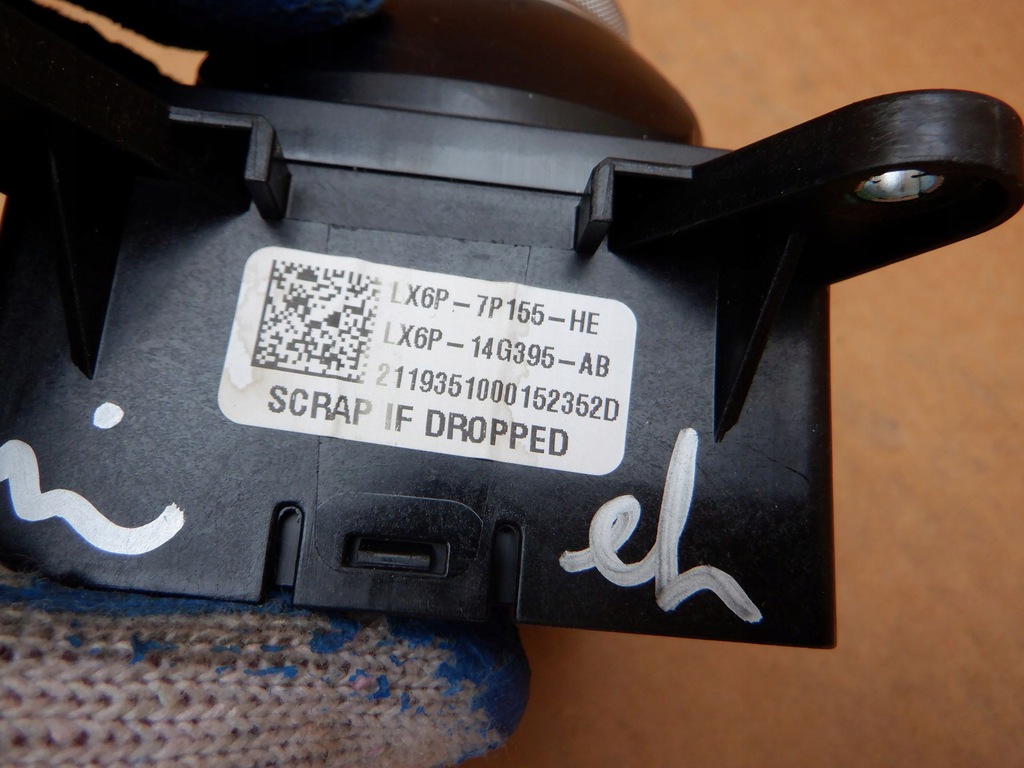 LX6P-7P155-HE
LX6P-14G395-AB
2119351000152352D
SCRAP IF DROPPED